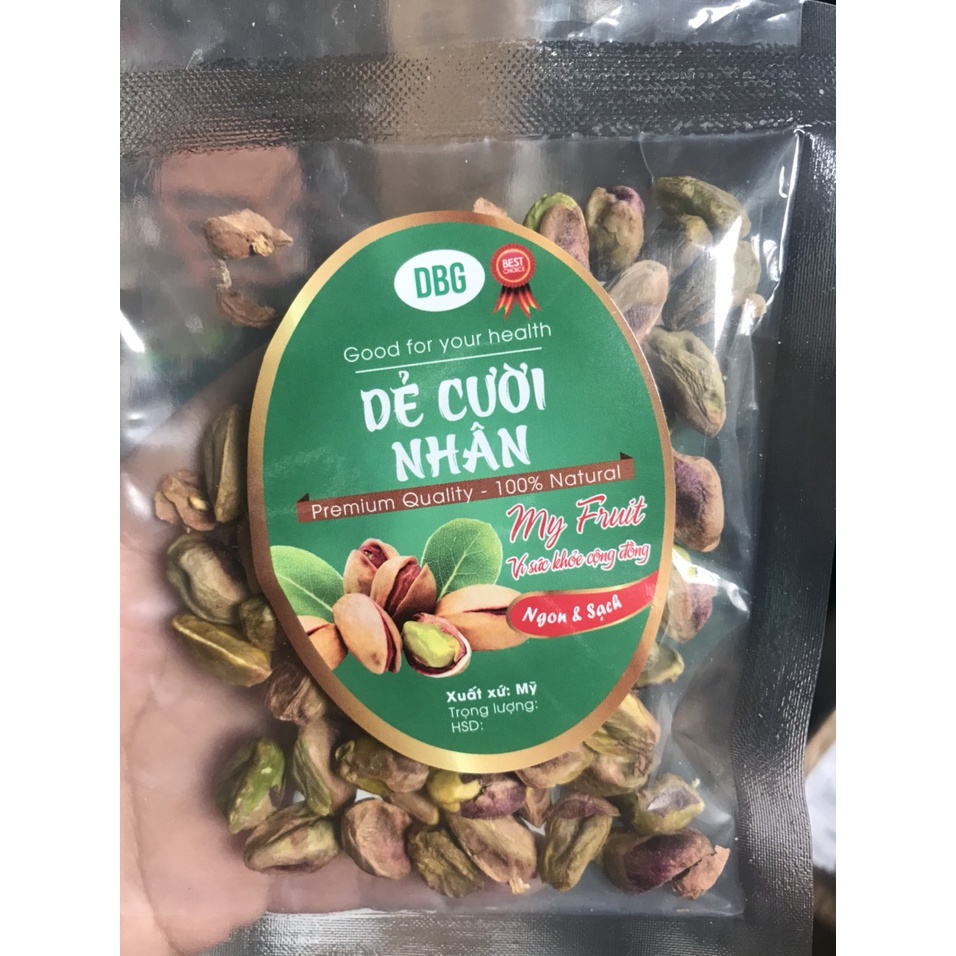 DBG
BEST
CHOICE
Good for your health
DẺ CƯỜI
NHÂN
Premium Quality - 100% Natural
My Fruit
Vì sức khỏe cộng đồng
Ngon & Sạch
Xuất xứ: Mỹ
Trọng lượng:
HSD: